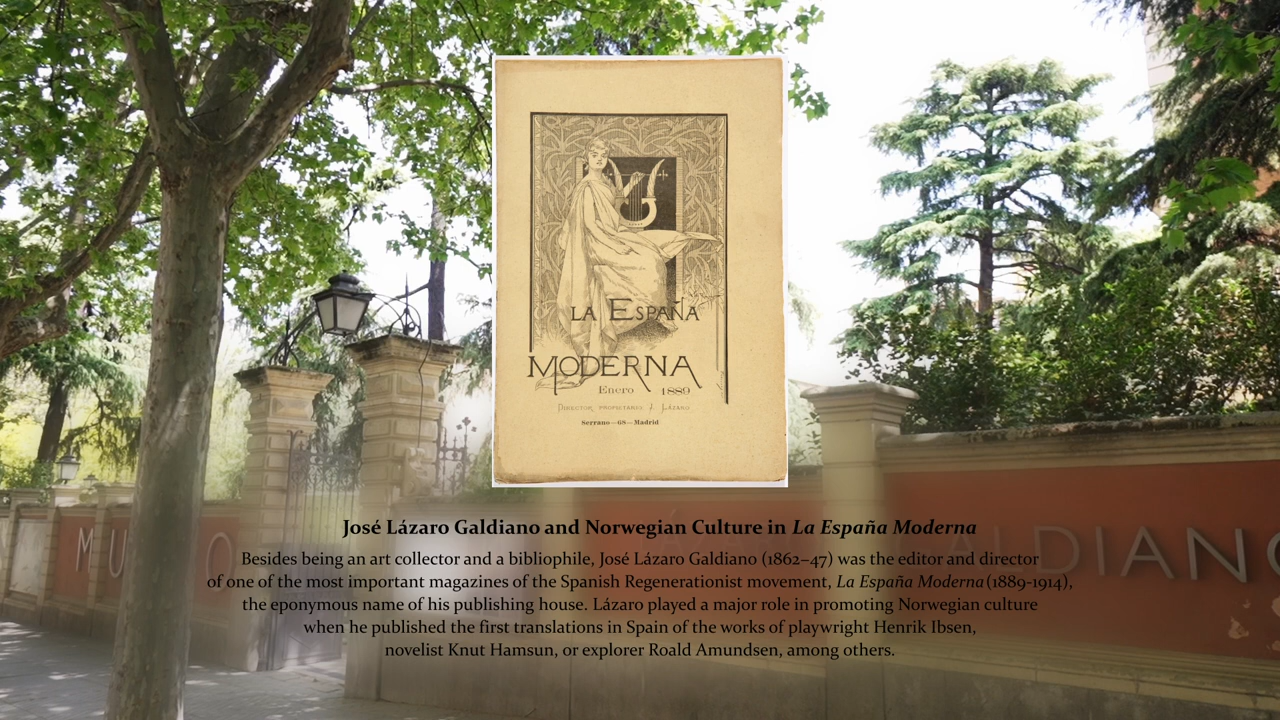 LA ESPAÑA
MODERNA
Enero 1889
DIRECTOR PROPIETARIO J. LÁZARO
Serrano—68—Madrid
José Lázaro Galdiano and Norwegian Culture in La España Moderna
Besides being an art collector and a bibliophile, José Lázaro Galdiano (1862–47) was the editor and director
of one of the most important magazines of the Spanish Regenerationist movement, La España Moderna (1889-1914),
the eponymous name of his publishing house. Lázaro played a major role in promoting Norwegian culture
when he published the first translations in Spain of the works of playwright Henrik Ibsen,
novelist Knut Hamsun, or explorer Roald Amundsen, among others.